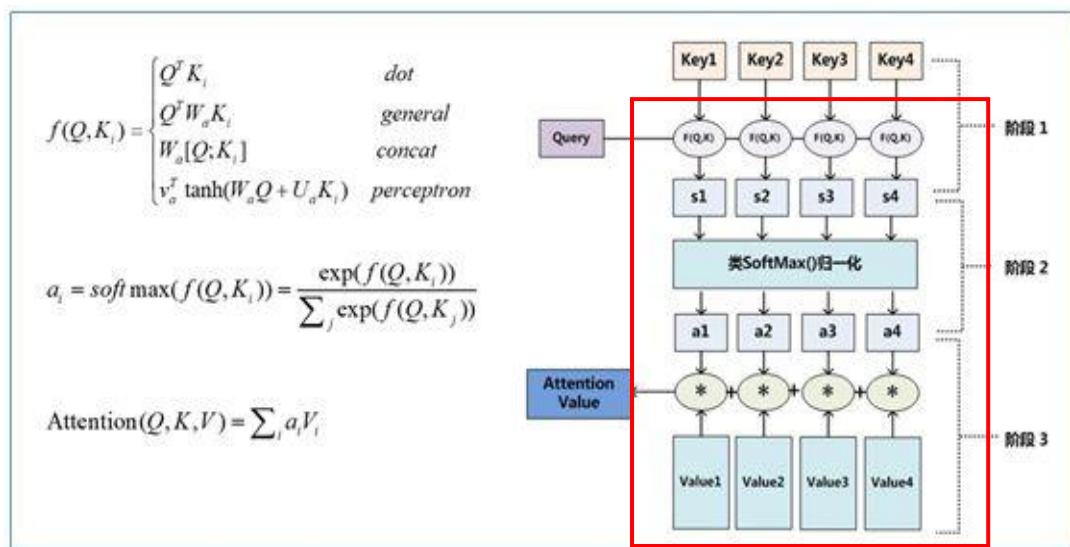 f(Q,K_i) = { Q^T K_i dot
Q^T W_a K_i general
W_a[Q;K_i] concat
v_a^T tanh(W_a Q + U_a K_i) perceptron
a_i = soft max(f(Q,K_i)) = exp(f(Q,K_i)) / ∑_j exp(f(Q,K_j))
Attention(Q,K,V) = ∑_i a_i V_i
Key1 Key2 Key3 Key4
阶段 1
Query F(Q,K) F(Q,K) F(Q,K) F(Q,K)
s1 s2 s3 s4
类SoftMax()归一化
阶段 2
a1 a2 a3 a4
Attention
Value
* + * + * + *
阶段 3
Value1 Value2 Value3 Value4